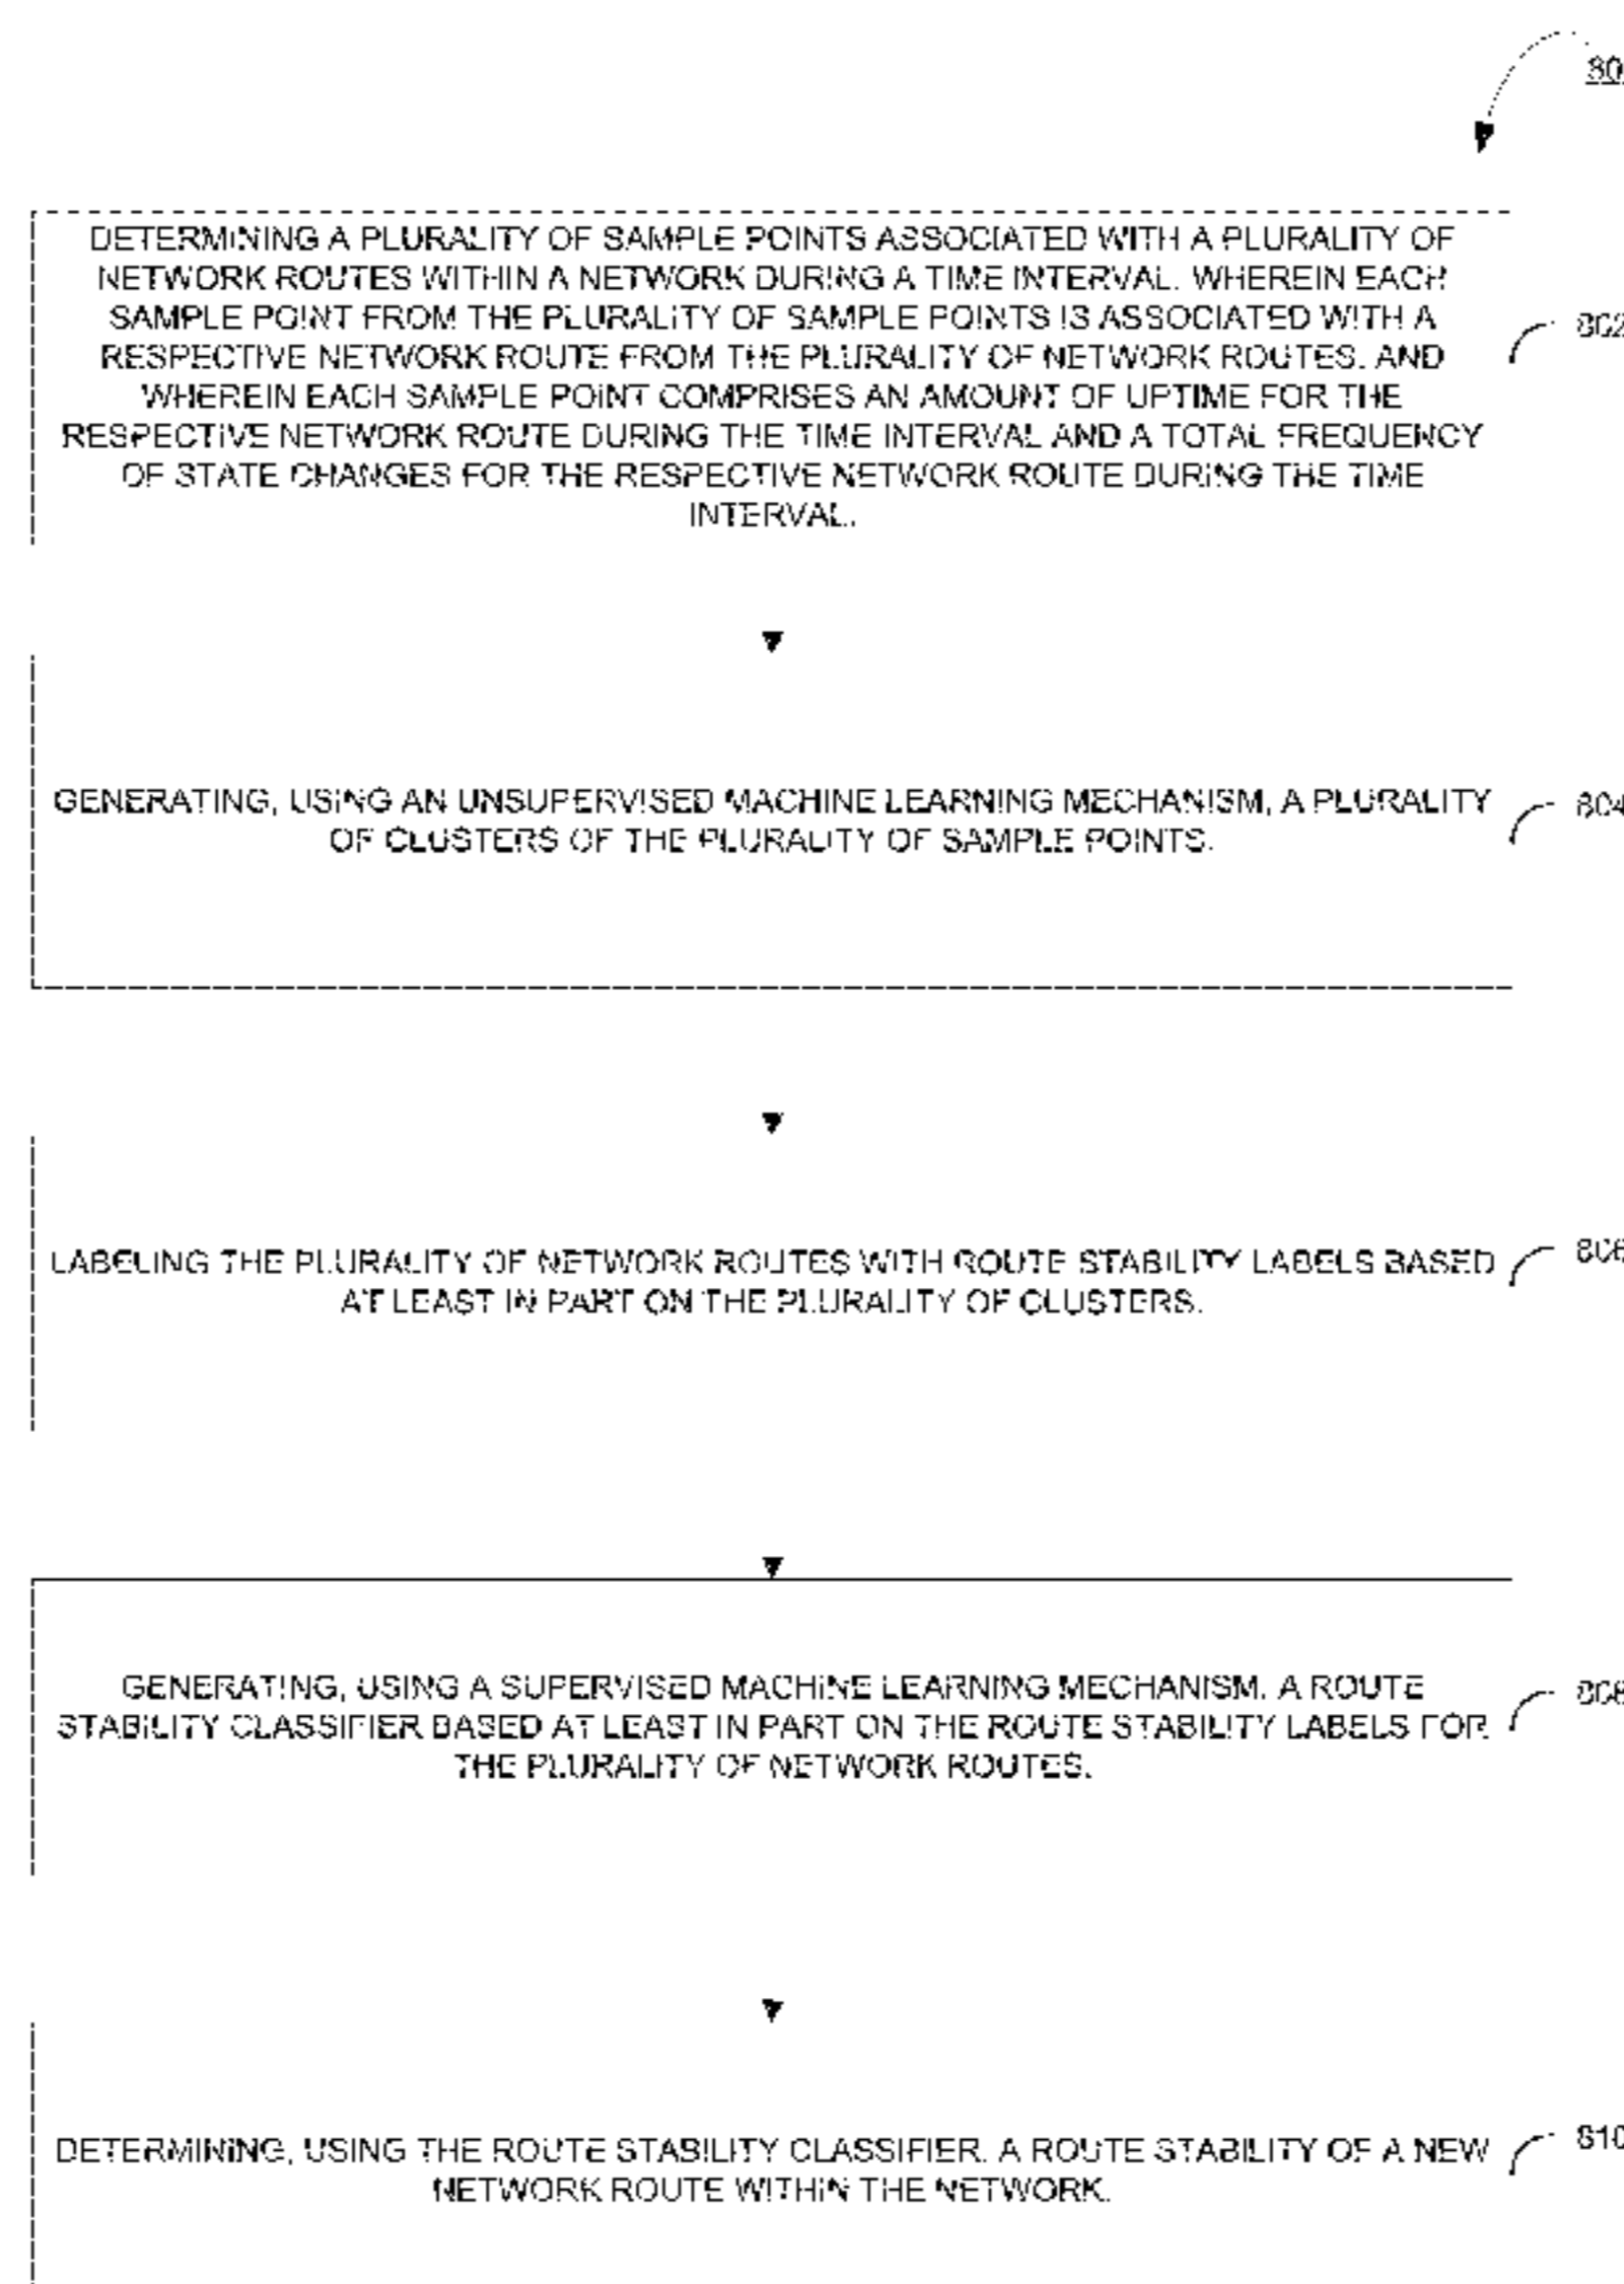 80
DETERMINING A PLURALITY OF SAMPLE POINTS ASSOCIATED WITH A PLURALITY OF
NETWORK ROUTES WITHIN A NETWORK DURING A TIME INTERVAL. WHEREIN EACH
SAMPLE POINT FROM THE PLURALITY OF SAMPLE POINTS IS ASSOCIATED WITH A
RESPECTIVE NETWORK ROUTE FROM THE PLURALITY OF NETWORK ROUTES. AND
WHEREIN EACH SAMPLE POINT COMPRISES AN AMOUNT OF UPTIME FOR THE
RESPECTIVE NETWORK ROUTE DURING THE TIME INTERVAL AND A TOTAL FREQUENCY
OF STATE CHANGES FOR THE RESPECTIVE NETWORK ROUTE DURING THE TIME
INTERVAL.
802
GENERATING, USING AN UNSUPERVISED MACHINE LEARNING MECHANISM, A PLURALITY
OF CLUSTERS OF THE PLURALITY OF SAMPLE POINTS.
804
LABELING THE PLURALITY OF NETWORK ROUTES WITH ROUTE STABILITY LABELS BASED
AT LEAST IN PART ON THE PLURALITY OF CLUSTERS.
806
GENERATING, USING A SUPERVISED MACHINE LEARNING MECHANISM. A ROUTE
STABILITY CLASSIFIER BASED AT LEAST IN PART ON THE ROUTE STABILITY LABELS FOR
THE PLURALITY OF NETWORK ROUTES.
808
DETERMINING, USING THE ROUTE STABILITY CLASSIFIER. A ROUTE STABILITY OF A NEW
NETWORK ROUTE WITHIN THE NETWORK.
810